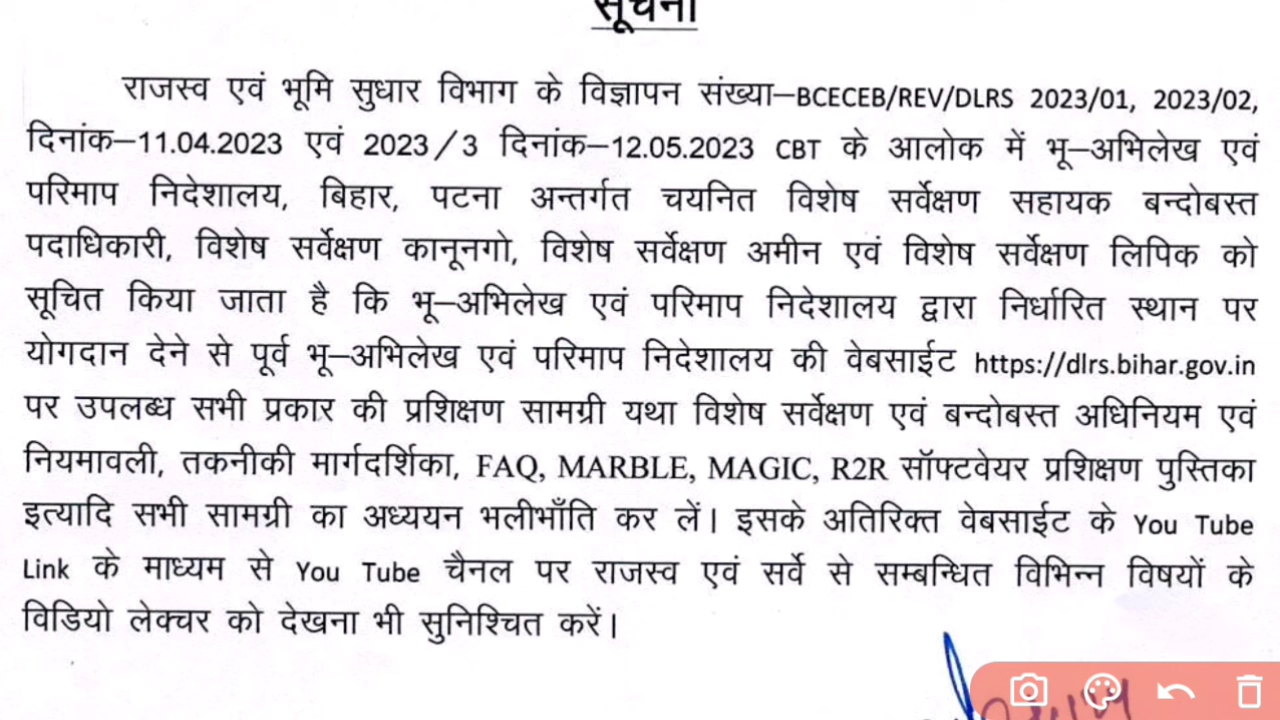 सूचना
राजस्व एवं भूमि सुधार विभाग के विज्ञापन संख्या–BCECEB/REV/DLRS 2023/01, 2023/02,
दिनांक–11.04.2023 एवं 2023/3 दिनांक–12.05.2023 CBT के आलोक में भू–अभिलेख एवं
परिमाप निदेशालय, बिहार, पटना अन्तर्गत चयनित विशेष सर्वेक्षण सहायक बन्दोबस्त
पदाधिकारी, विशेष सर्वेक्षण कानूनगो, विशेष सर्वेक्षण अमीन एवं विशेष सर्वेक्षण लिपिक को
सूचित किया जाता है कि भू–अभिलेख एवं परिमाप निदेशालय द्वारा निर्धारित स्थान पर
योगदान देने से पूर्व भू–अभिलेख एवं परिमाप निदेशालय की वेबसाईट https://dlrs.bihar.gov.in
पर उपलब्ध सभी प्रकार की प्रशिक्षण सामग्री यथा विशेष सर्वेक्षण एवं बन्दोबस्त अधिनियम एवं
नियमावली, तकनीकी मार्गदर्शिका, FAQ, MARBLE, MAGIC, R2R सॉफ्टवेयर प्रशिक्षण पुस्तिका
इत्यादि सभी सामग्री का अध्ययन भलीभाँति कर लें। इसके अतिरिक्त वेबसाईट के You Tube
Link के माध्यम से You Tube चैनल पर राजस्व एवं सर्वे से सम्बन्धित विभिन्न विषयों के
विडियो लेक्चर को देखना भी सुनिश्चित करें।